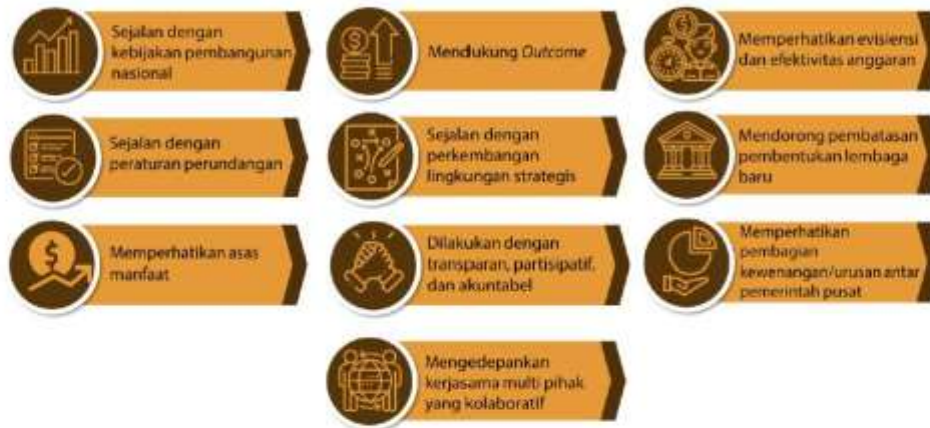 Sejalan dengan
kebijakan pembangunan
nasional
Mendukung Outcome
Memperhatikan evisiensi
dan efektivitas anggaran
Sejalan dengan
peraturan perundangan
Sejalan dengan
perkembangan
lingkungan strategis
Mendorong pembatasan
pembentukan lembaga
baru
Memperhatikan asas
manfaat
Dilakukan dengan
transparan, partisipatif,
dan akuntabel
Memperhatikan
pembagian
kewenangan/urusan antar
pemerintah pusat
Mengedepankan
kerjasama multi pihak
yang kolaboratif